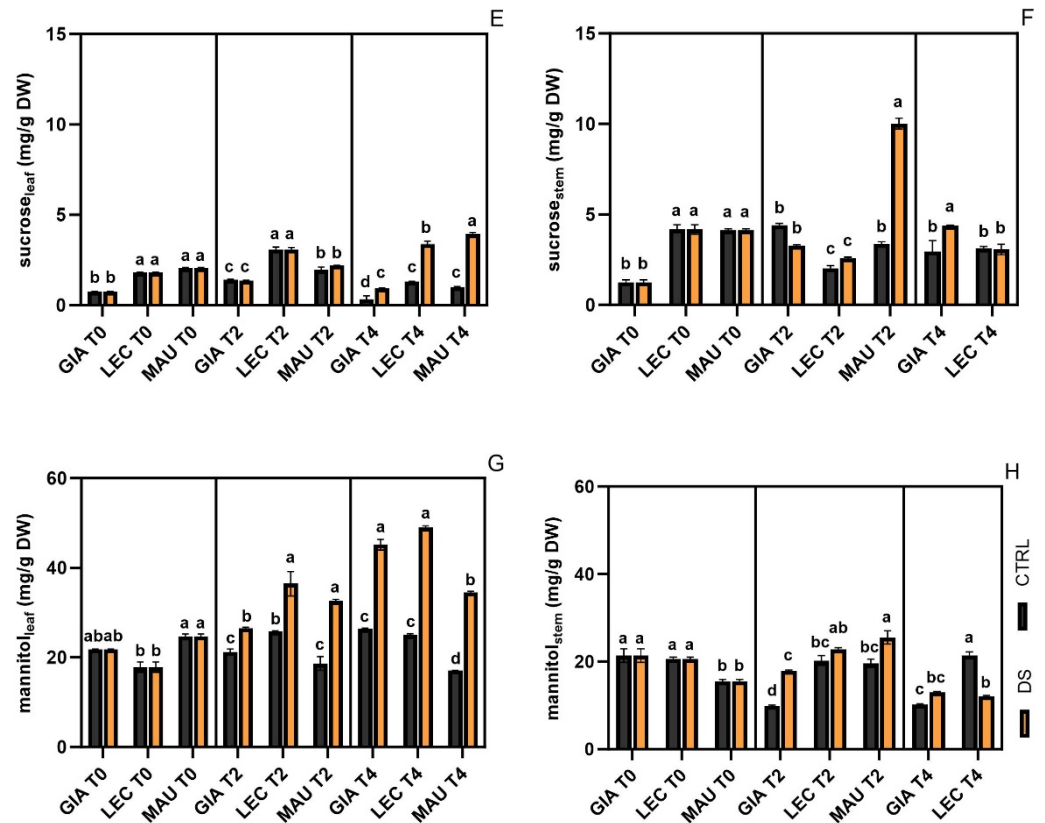 E
sucroseleaf (mg/g DW)
15
10
5
0
b b a a a a c c a a b b d c c b c a
GIA T0 LEC T0 MAU T0 GIA T2 LEC T2 MAU T2 GIA T4 LEC T4 MAU T4
F
sucrosestem (mg/g DW)
15
10
5
0
b b a a a a b b c c b a b a b b
GIA T0 LEC T0 MAU T0 GIA T2 LEC T2 MAU T2 GIA T4 LEC T4
G
mannitolleaf (mg/g DW)
60
40
20
0
ab ab b b a a c b b a c a c a c a d b
GIA T0 LEC T0 MAU T0 GIA T2 LEC T2 MAU T2 GIA T4 LEC T4 MAU T4
H
mannitolstem (mg/g DW)
60
40
20
0
a a a a b b d c bc ab bc a c bc a b
GIA T0 LEC T0 MAU T0 GIA T2 LEC T2 MAU T2 GIA T4 LEC T4
CTRL
DS